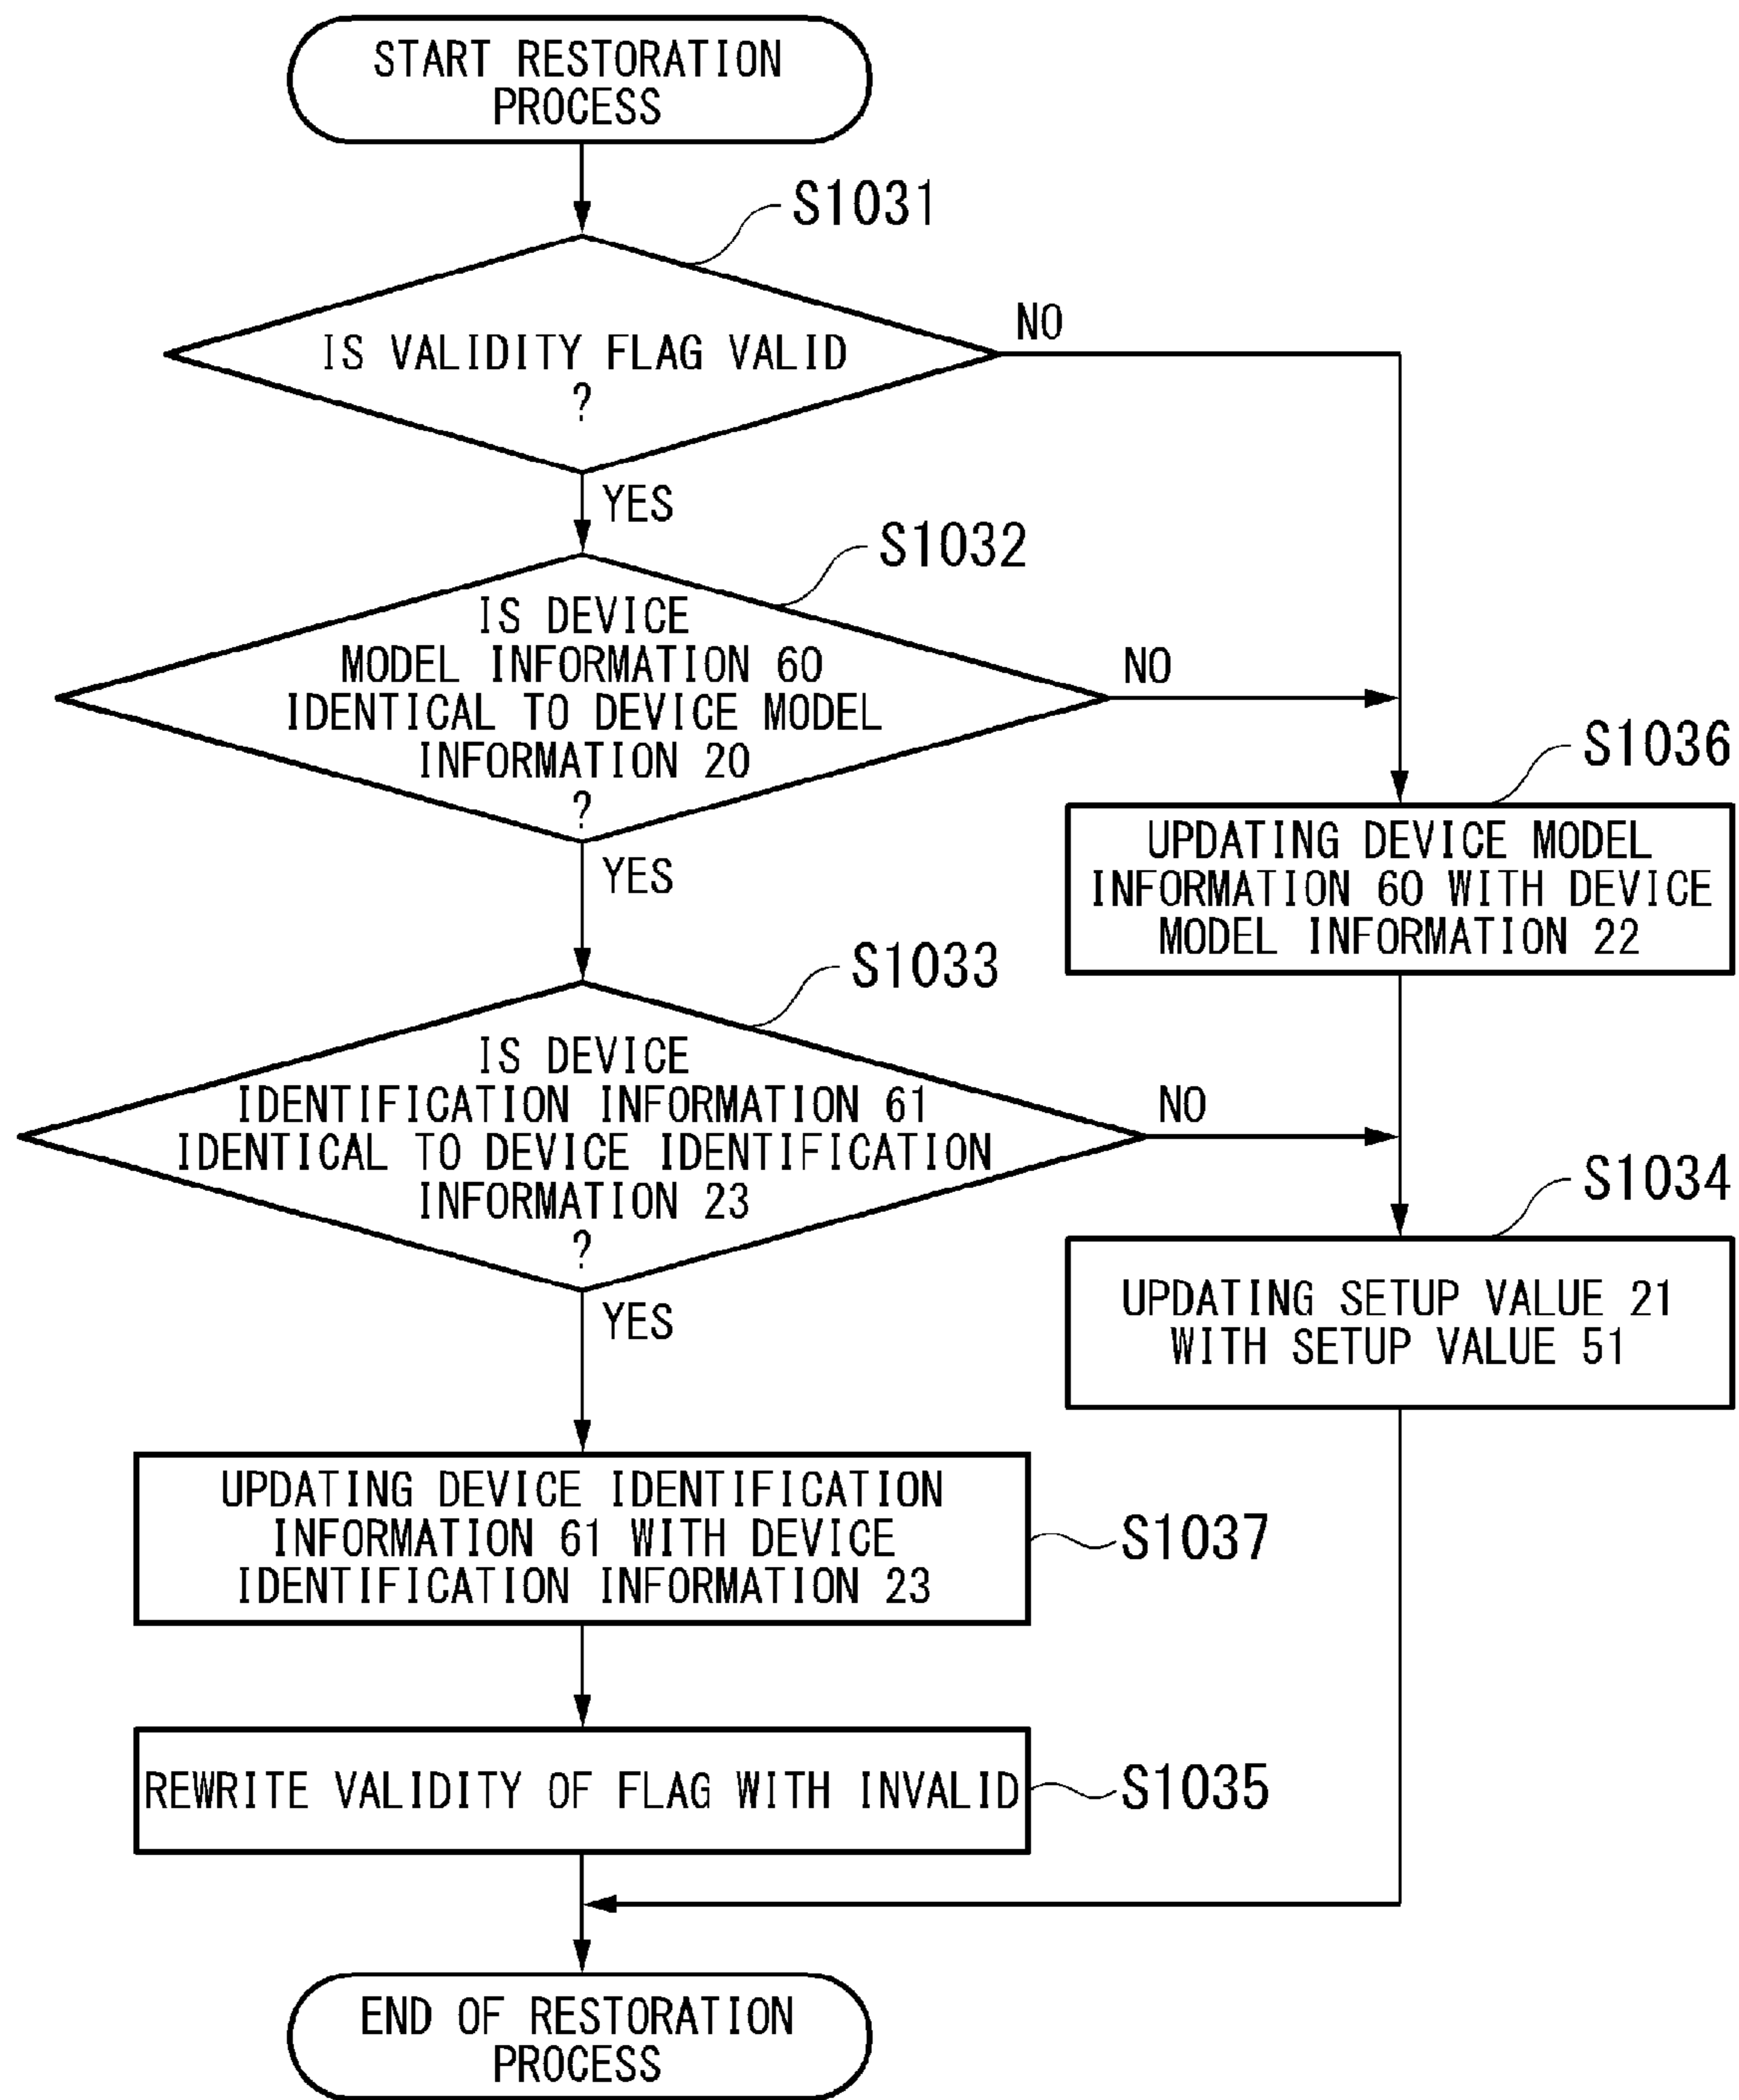 START RESTORATION
PROCESS
S1031
IS VALIDITY FLAG VALID
?
NO
YES
S1032
IS DEVICE
MODEL INFORMATION 60
IDENTICAL TO DEVICE MODEL
INFORMATION 20
?
NO
YES
S1036
UPDATING DEVICE MODEL
INFORMATION 60 WITH DEVICE
MODEL INFORMATION 22
S1033
IS DEVICE
IDENTIFICATION INFORMATION 61
IDENTICAL TO DEVICE IDENTIFICATION
INFORMATION 23
?
NO
YES
S1034
UPDATING SETUP VALUE 21
WITH SETUP VALUE 51
UPDATING DEVICE IDENTIFICATION
INFORMATION 61 WITH DEVICE
IDENTIFICATION INFORMATION 23
S1037
REWRITE VALIDITY OF FLAG WITH INVALID
S1035
END OF RESTORATION
PROCESS